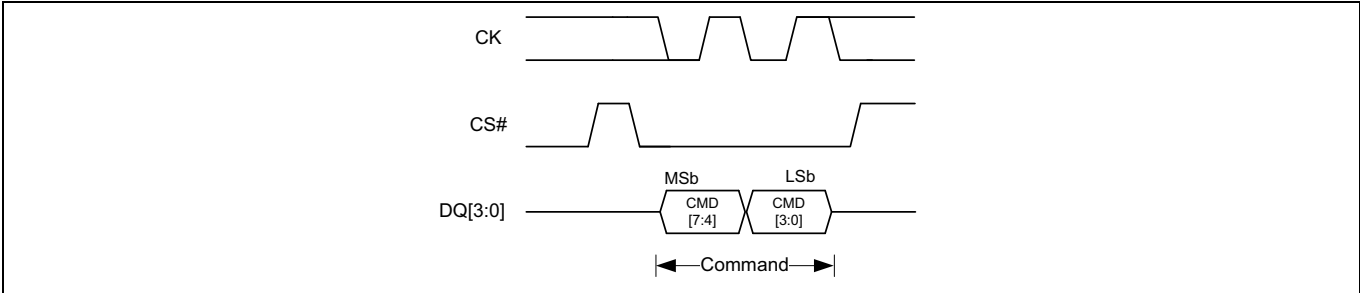 CK
CS#
MSb LSb
DQ[3:0]
CMD CMD
[7:4] [3:0]
Command